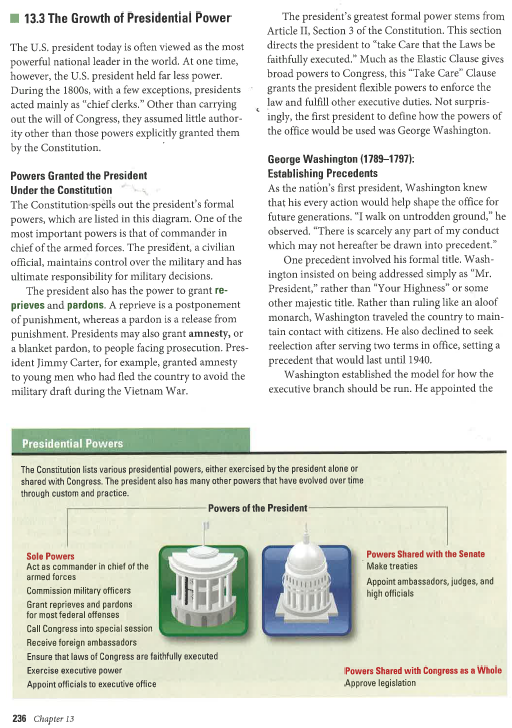 13.3 The Growth of Presidential Power
The U.S. president today is often viewed as the most
powerful national leader in the world. At one time,
however, the U.S. president held far less power.
During the 1800s, with a few exceptions, presidents
acted mainly as “chief clerks.” Other than carrying
out the will of Congress, they assumed little author-
ity other than those powers explicitly granted them
by the Constitution.
Powers Granted the President
Under the Constitution
The Constitution spells out the president's formal
powers, which are listed in this diagram. One of the
most important powers is that of commander in
chief of the armed forces. The president, a civilian
official, maintains control over the military and has
ultimate responsibility for military decisions.
The president also has the power to grant re-
prieves and pardons. A reprieve is a postponement
of punishment, whereas a pardon is a release from
punishment. Presidents may also grant amnesty, or
a blanket pardon, to people facing prosecution. Pres-
ident Jimmy Carter, for example, granted amnesty
to young men who had fled the country to avoid the
military draft during the Vietnam War.
The president's greatest formal power stems from
Article II, Section 3 of the Constitution. This section
directs the president to “take Care that the Laws be
faithfully executed.” Much as the Elastic Clause gives
broad powers to Congress, this “Take Care” Clause
grants the president flexible powers to enforce the
law and fulfill other executive duties. Not surpris-
ingly, the first president to define how the powers of
the office would be used was George Washington.
George Washington (1789–1797):
Establishing Precedents
As the nation's first president, Washington knew
that his every action would help shape the office for
future generations. “I walk on untrodden ground,” he
observed. “There is scarcely any part of my conduct
which may not hereafter be drawn into precedent.”
One precedent involved his formal title. Wash-
ington insisted on being addressed simply as “Mr.
President,” rather than “Your Highness” or some
other majestic title. Rather than ruling like an aloof
monarch, Washington traveled the country to main-
tain contact with citizens. He also declined to seek
reelection after serving two terms in office, setting a
precedent that would last until 1940.
Washington established the model for how the
executive branch should be run. He appointed the
Presidential Powers
The Constitution lists various presidential powers, either exercised by the president alone or
shared with Congress. The president also has many other powers that have evolved over time
through custom and practice.
Powers of the President
Sole Powers
Act as commander in chief of the
armed forces
Commission military officers
Grant reprieves and pardons
for most federal offenses
Call Congress into special session
Receive foreign ambassadors
Ensure that laws of Congress are faithfully executed
Exercise executive power
Appoint officials to executive office
Powers Shared with the Senate
Make treaties
Appoint ambassadors, judges, and
high officials
Powers Shared with Congress as a Whole
Approve legislation
236 Chapter 13